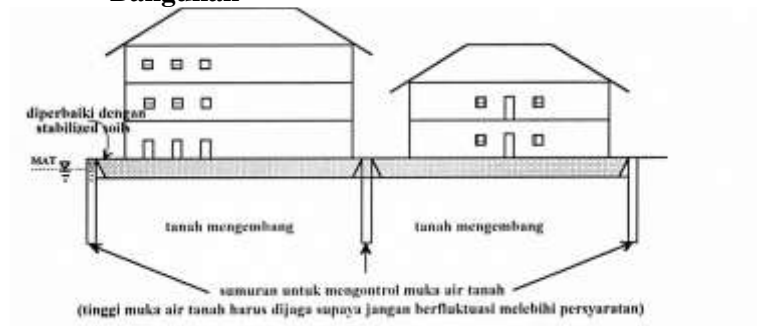 Bangunan
diperbaiki dengan
stabilized soils
MAT
tanah mengembang
tanah mengembang
sumuran untuk mengontrol muka air tanah
(tinggi muka air tanah harus dijaga supaya jangan berfluktuasi melebihi persyaratan)